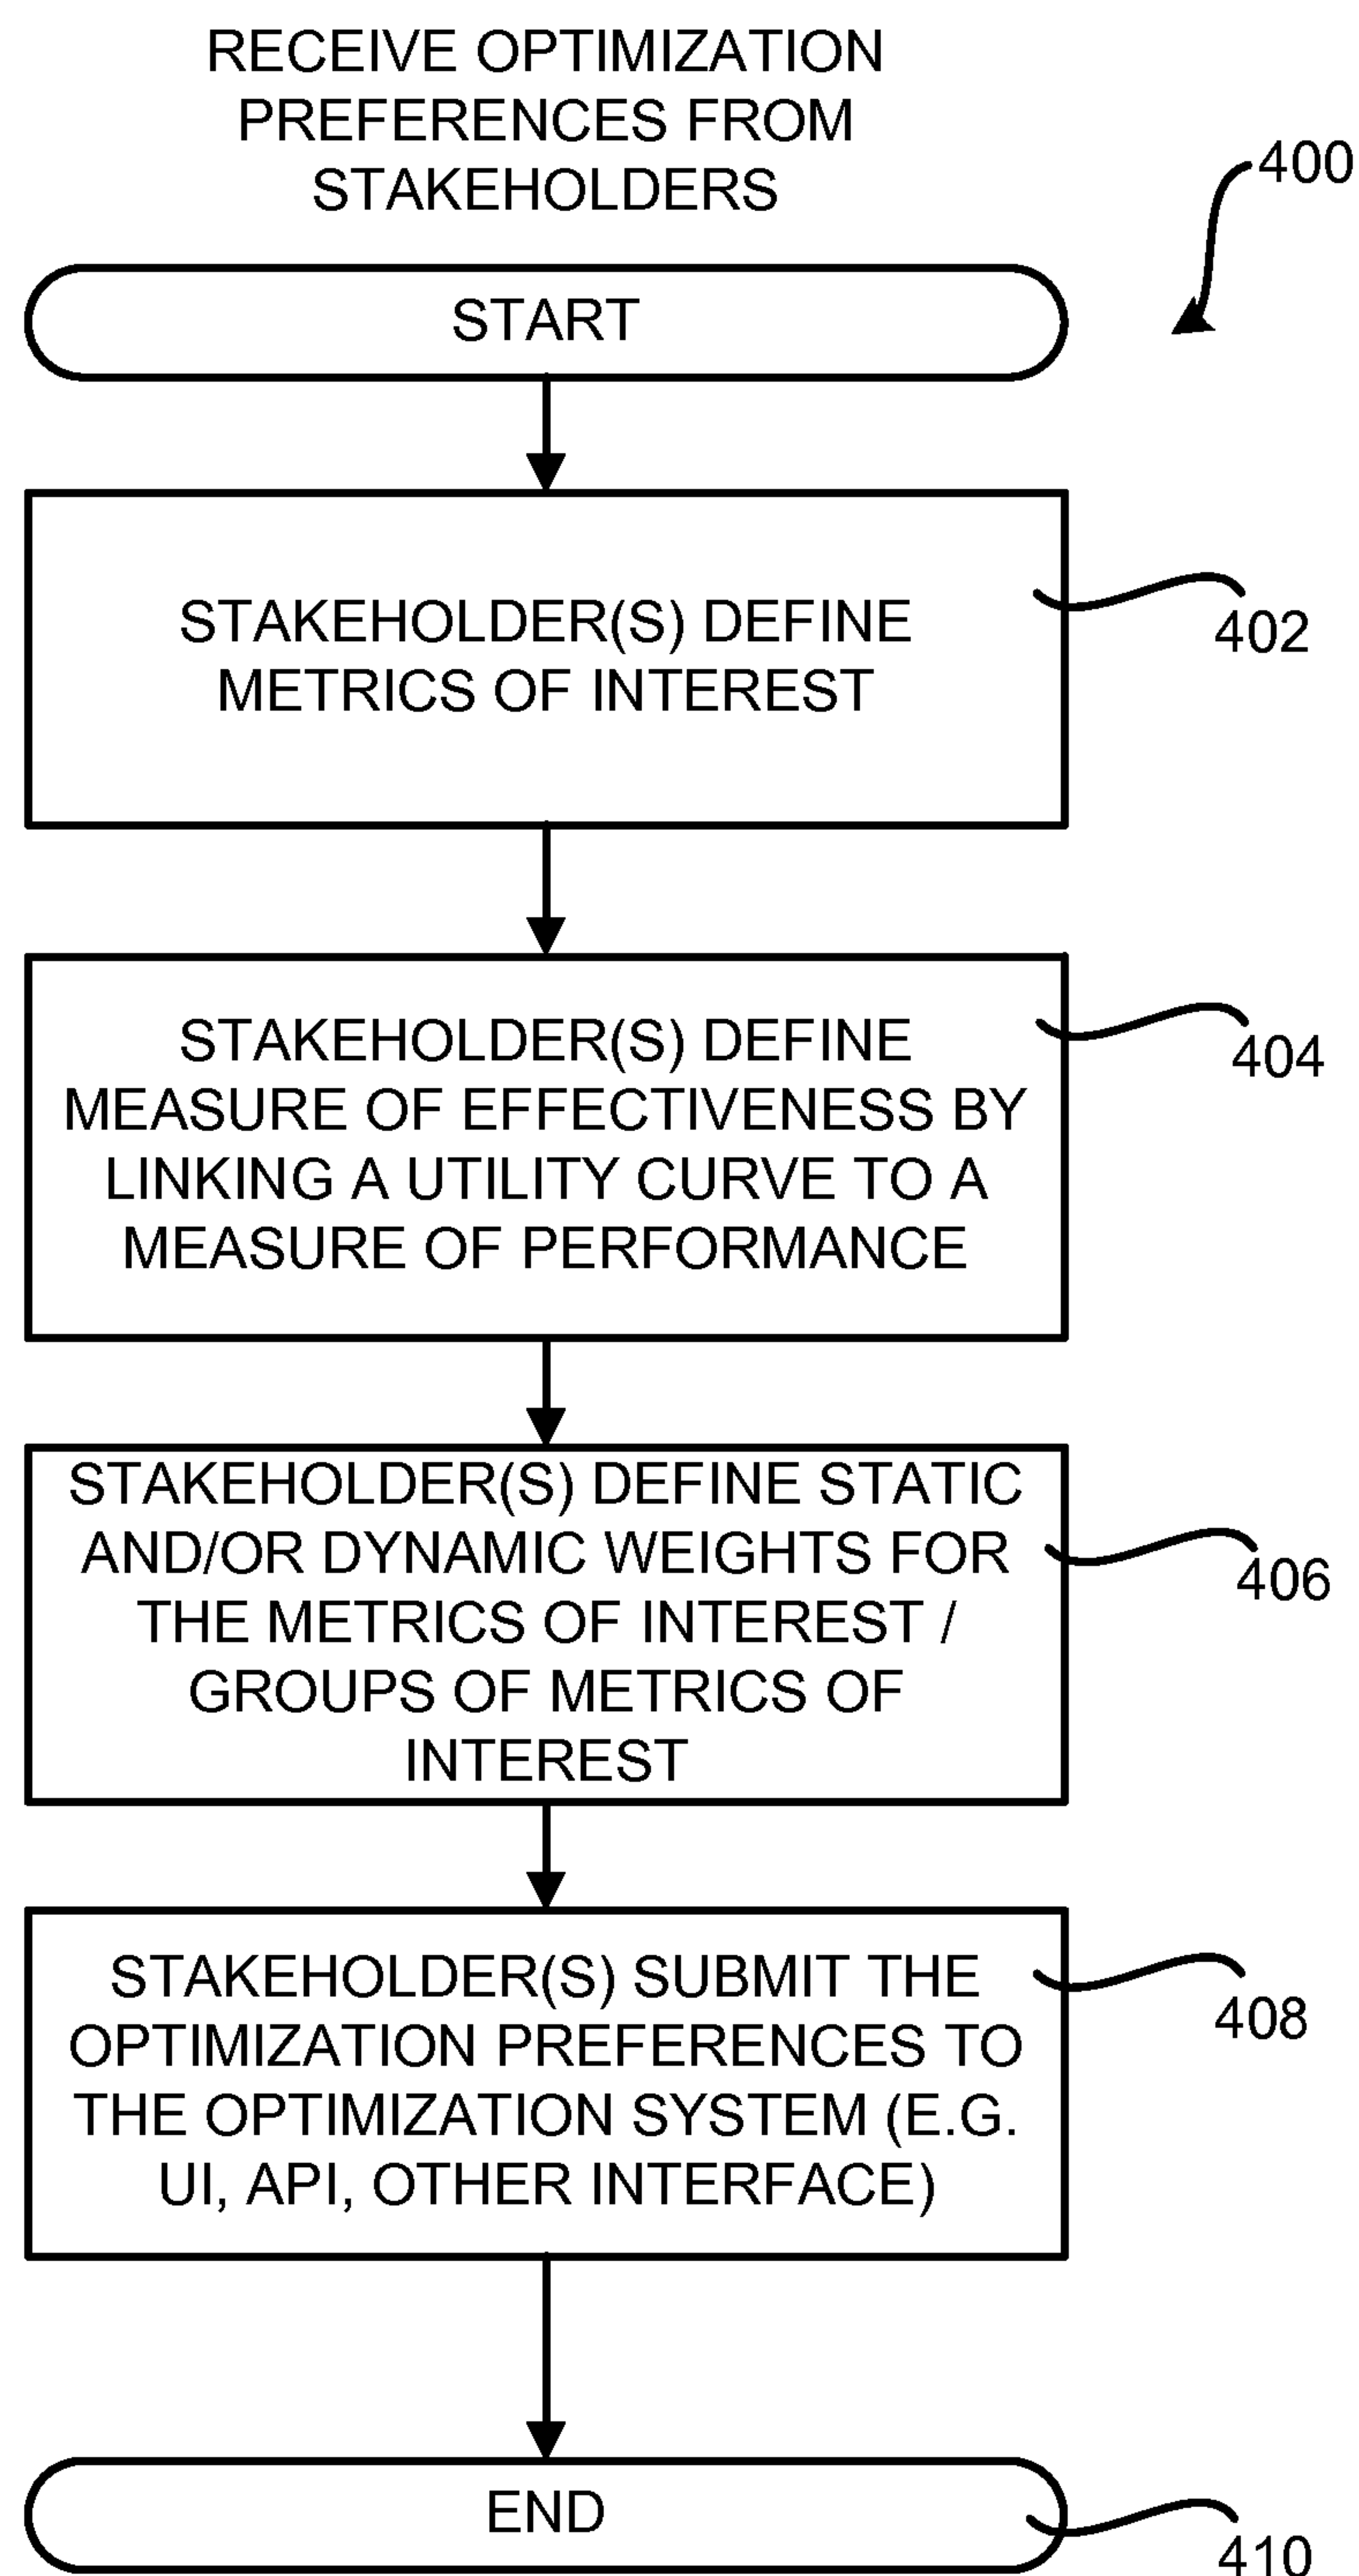 RECEIVE OPTIMIZATION
PREFERENCES FROM
STAKEHOLDERS
400
START
STAKEHOLDER(S) DEFINE
METRICS OF INTEREST
402
STAKEHOLDER(S) DEFINE
MEASURE OF EFFECTIVENESS BY
LINKING A UTILITY CURVE TO A
MEASURE OF PERFORMANCE
404
STAKEHOLDER(S) DEFINE STATIC
AND/OR DYNAMIC WEIGHTS FOR
THE METRICS OF INTEREST /
GROUPS OF METRICS OF
INTEREST
406
STAKEHOLDER(S) SUBMIT THE
OPTIMIZATION PREFERENCES TO
THE OPTIMIZATION SYSTEM (E.G.
UI, API, OTHER INTERFACE)
408
END
410